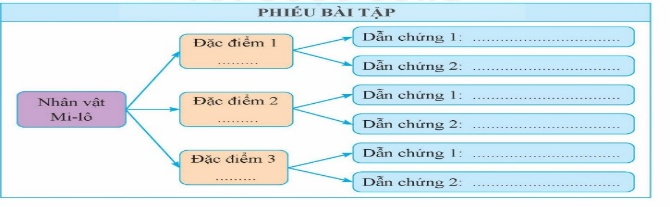 PHIẾU BÀI TẬP
Nhân vật
Mi-lô
Đặc điểm 1
.........
Dẫn chứng 1: ................................
Dẫn chứng 2: ................................
Đặc điểm 2
.........
Dẫn chứng 1: ................................
Dẫn chứng 2: ................................
Đặc điểm 3
.........
Dẫn chứng 1: ................................
Dẫn chứng 2: ................................